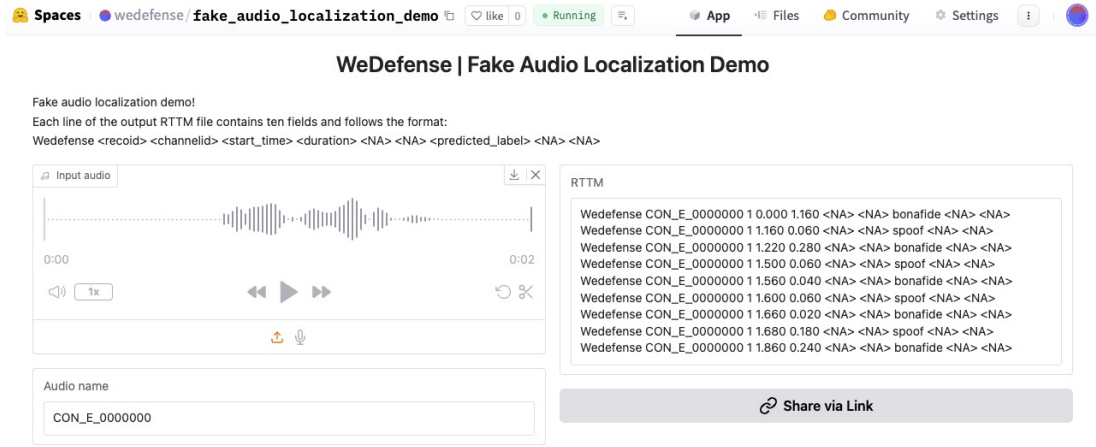 Spaces wedefense/fake_audio_localization_demo like 0 Running App Files Community Settings
WeDefense | Fake Audio Localization Demo
Fake audio localization demo!
Each line of the output RTTM file contains ten fields and follows the format:
Wedefense <recoid> <channelid> <start_time> <duration> <NA> <NA> <predicted_label> <NA> <NA>
Input audio
0:00 0:02
1x
Audio name
CON_E_0000000
RTTM
Wedefense CON_E_0000000 1 0.000 1.160 <NA> <NA> bonafide <NA> <NA>
Wedefense CON_E_0000000 1 1.160 0.060 <NA> <NA> spoof <NA> <NA>
Wedefense CON_E_0000000 1 1.220 0.280 <NA> <NA> bonafide <NA> <NA>
Wedefense CON_E_0000000 1 1.500 0.060 <NA> <NA> spoof <NA> <NA>
Wedefense CON_E_0000000 1 1.560 0.040 <NA> <NA> bonafide <NA> <NA>
Wedefense CON_E_0000000 1 1.600 0.060 <NA> <NA> spoof <NA> <NA>
Wedefense CON_E_0000000 1 1.660 0.020 <NA> <NA> bonafide <NA> <NA>
Wedefense CON_E_0000000 1 1.680 0.180 <NA> <NA> spoof <NA> <NA>
Wedefense CON_E_0000000 1 1.860 0.240 <NA> <NA> bonafide <NA> <NA>
Share via Link